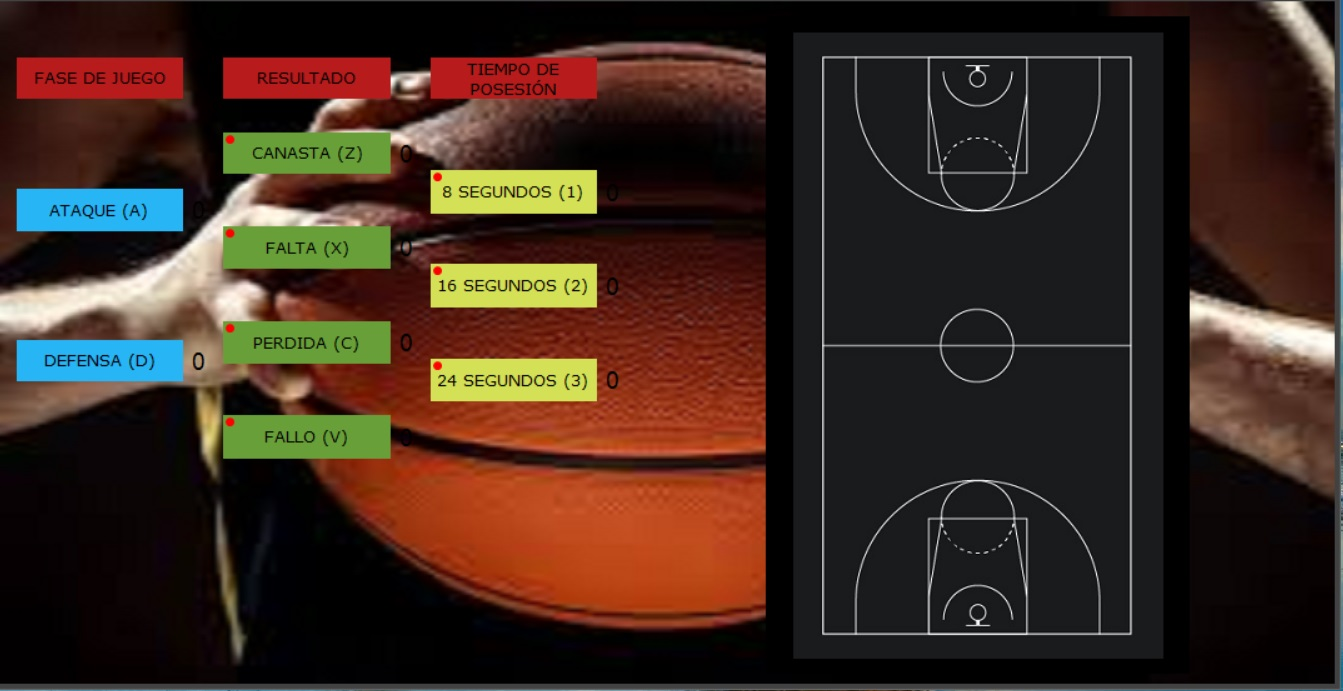 FASE DE JUEGO
RESULTADO
TIEMPO DE
POSESIÓN
CANASTA (Z)
0
8 SEGUNDOS (1)
0
ATAQUE (A)
0
FALTA (X)
0
16 SEGUNDOS (2)
0
PERDIDA (C)
0
DEFENSA (D)
0
24 SEGUNDOS (3)
0
FALLO (V)
0